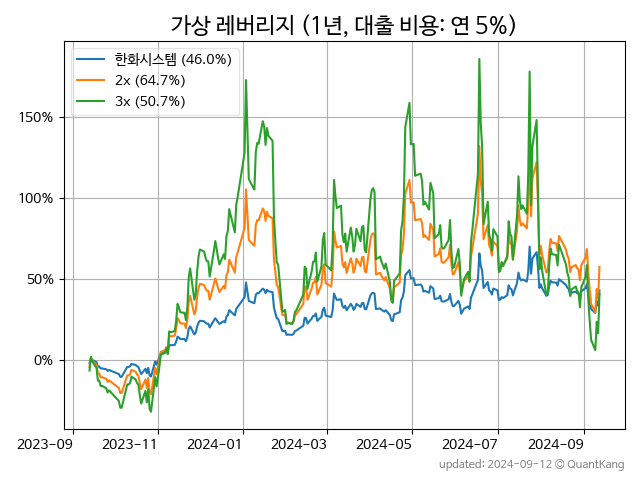 가상 레버리지 (1년, 대출 비용: 연 5%)
한화시스템 (46.0%)
2x (64.7%)
3x (50.7%)
150%
100%
50%
0%
2023-09
2023-11
2024-01
2024-03
2024-05
2024-07
2024-09
updated: 2024-09-12 © QuantKang